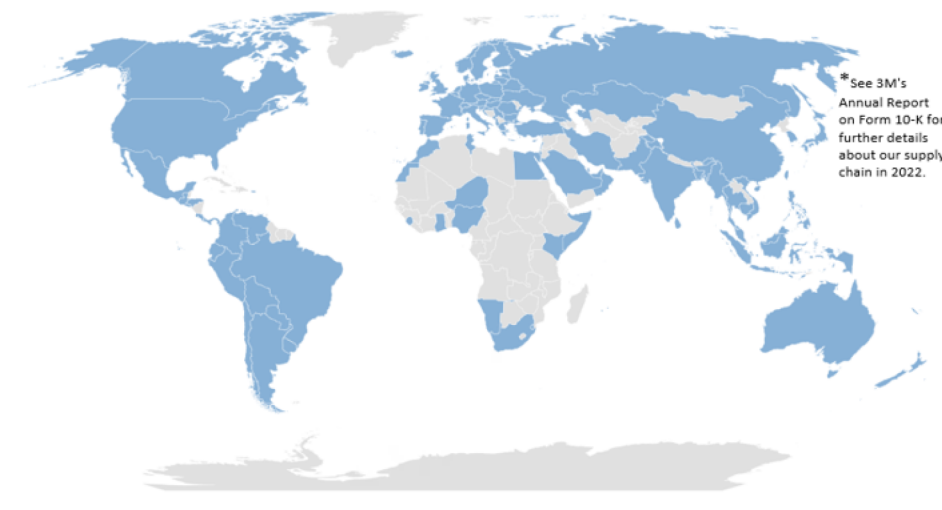 *See 3M's
Annual Report
on Form 10-K for
further details
about our supply
chain in 2022.